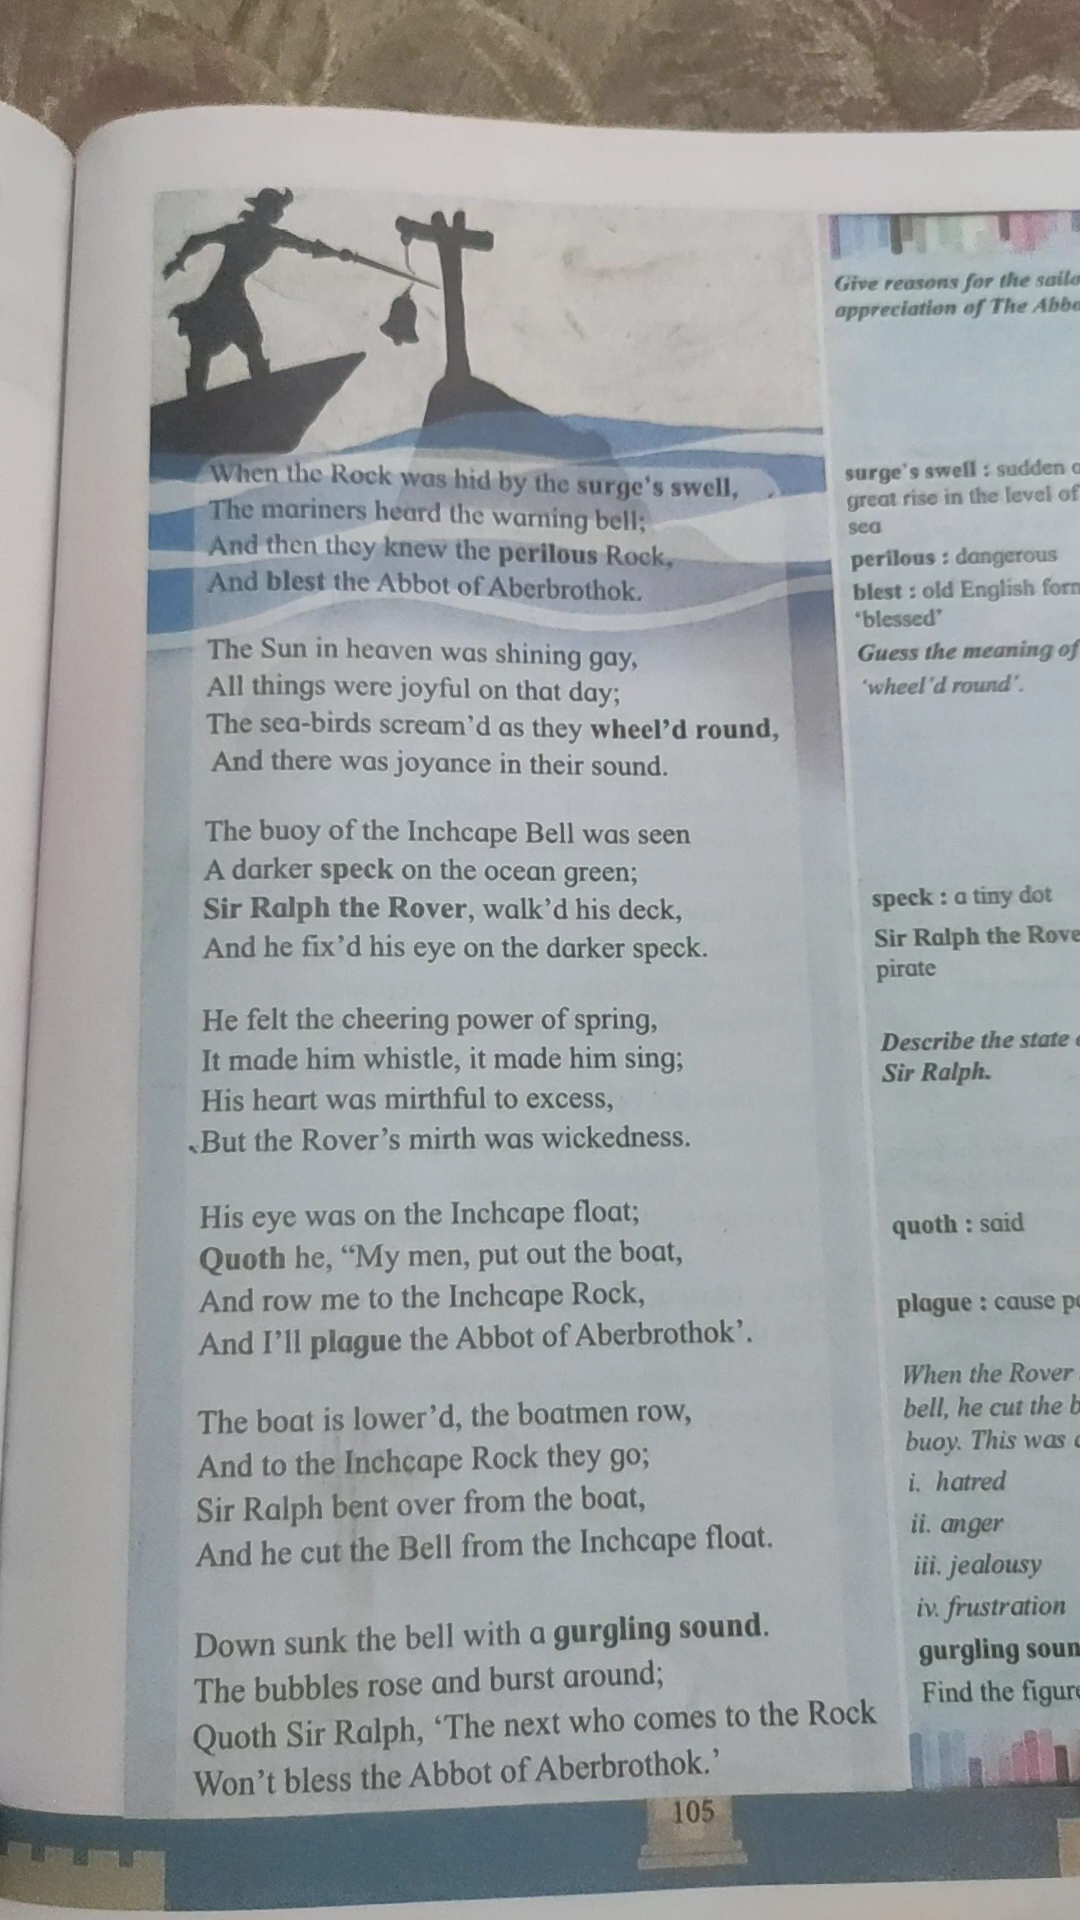 When the Rock was hid by the surge's swell,
The mariners heard the warning bell;
And then they knew the perilous Rock,
And blest the Abbot of Aberbrothok.
The Sun in heaven was shining gay,
All things were joyful on that day;
The sea-birds scream'd as they wheel'd round,
And there was joyance in their sound.
The buoy of the Inchcape Bell was seen
A darker speck on the ocean green;
Sir Ralph the Rover, walk'd his deck,
And he fix'd his eye on the darker speck.
He felt the cheering power of spring,
It made him whistle, it made him sing;
His heart was mirthful to excess,
But the Rover's mirth was wickedness.
His eye was on the Inchcape float;
Quoth he, “My men, put out the boat,
And row me to the Inchcape Rock,
And I'll plague the Abbot of Aberbrothok’.
The boat is lower'd, the boatmen row,
And to the Inchcape Rock they go;
Sir Ralph bent over from the boat,
And he cut the Bell from the Inchcape float.
Down sunk the bell with a gurgling sound.
The bubbles rose and burst around;
Quoth Sir Ralph, ‘The next who comes to the Rock
Won't bless the Abbot of Aberbrothok.’
Give reasons for the
appreciation of The
surge's swell : sudden
great rise in the level of
sea
perilous : dangerous
blest : old English
‘blessed’
Guess the meaning of
‘wheel'd round’.
speck : a tiny dot
Sir Ralph the
pirate
Describe the state
Sir Ralph.
quoth : said
plague : cause
When the Rover
bell, he cut the
buoy. This was
i. hatred
ii. anger
iii. jealousy
iv. frustration
gurgling
Find the
105